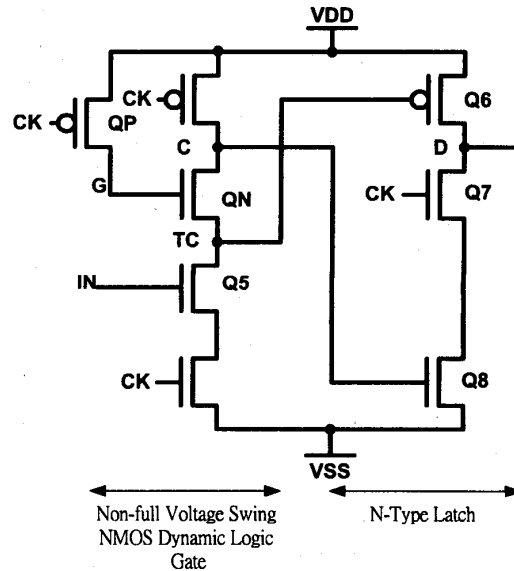 VDD
CK
CK
QP
Q6
C
D
G
QN
CK
Q7
TC
IN
Q5
CK
Q8
VSS
Non-full Voltage Swing
NMOS Dynamic Logic
Gate
N-Type Latch